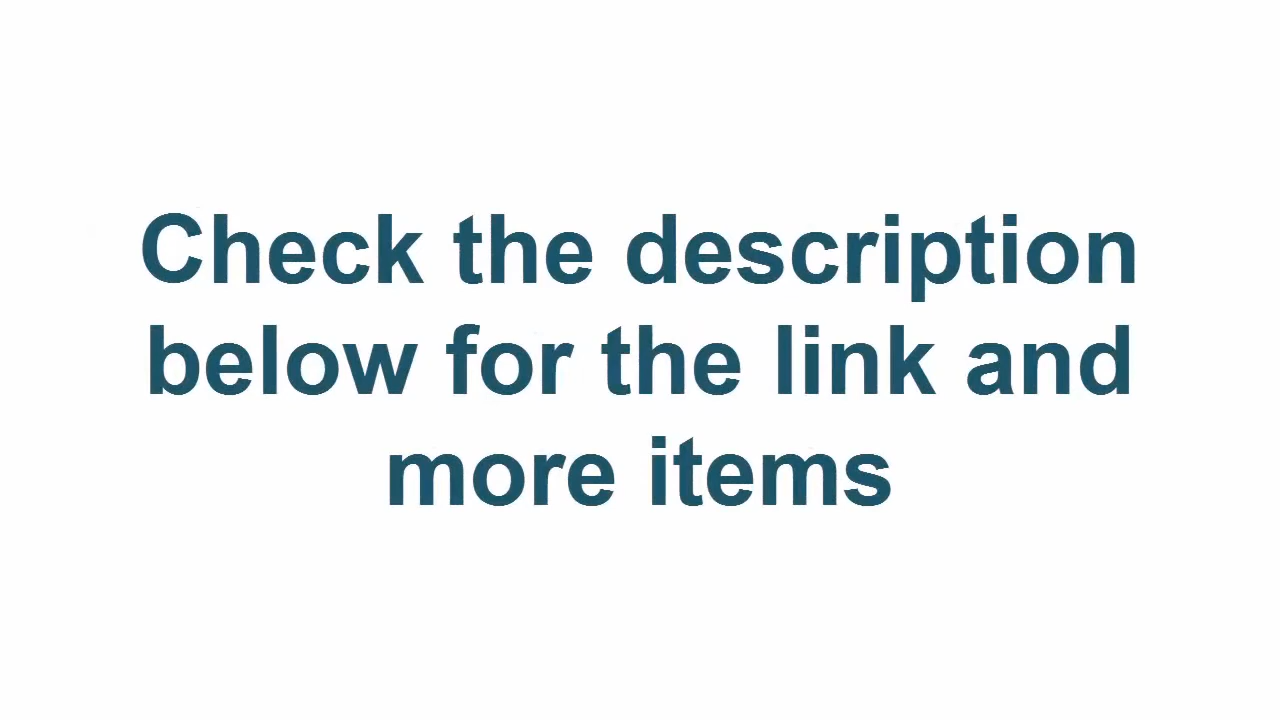 Check the description
below for the link and
more items